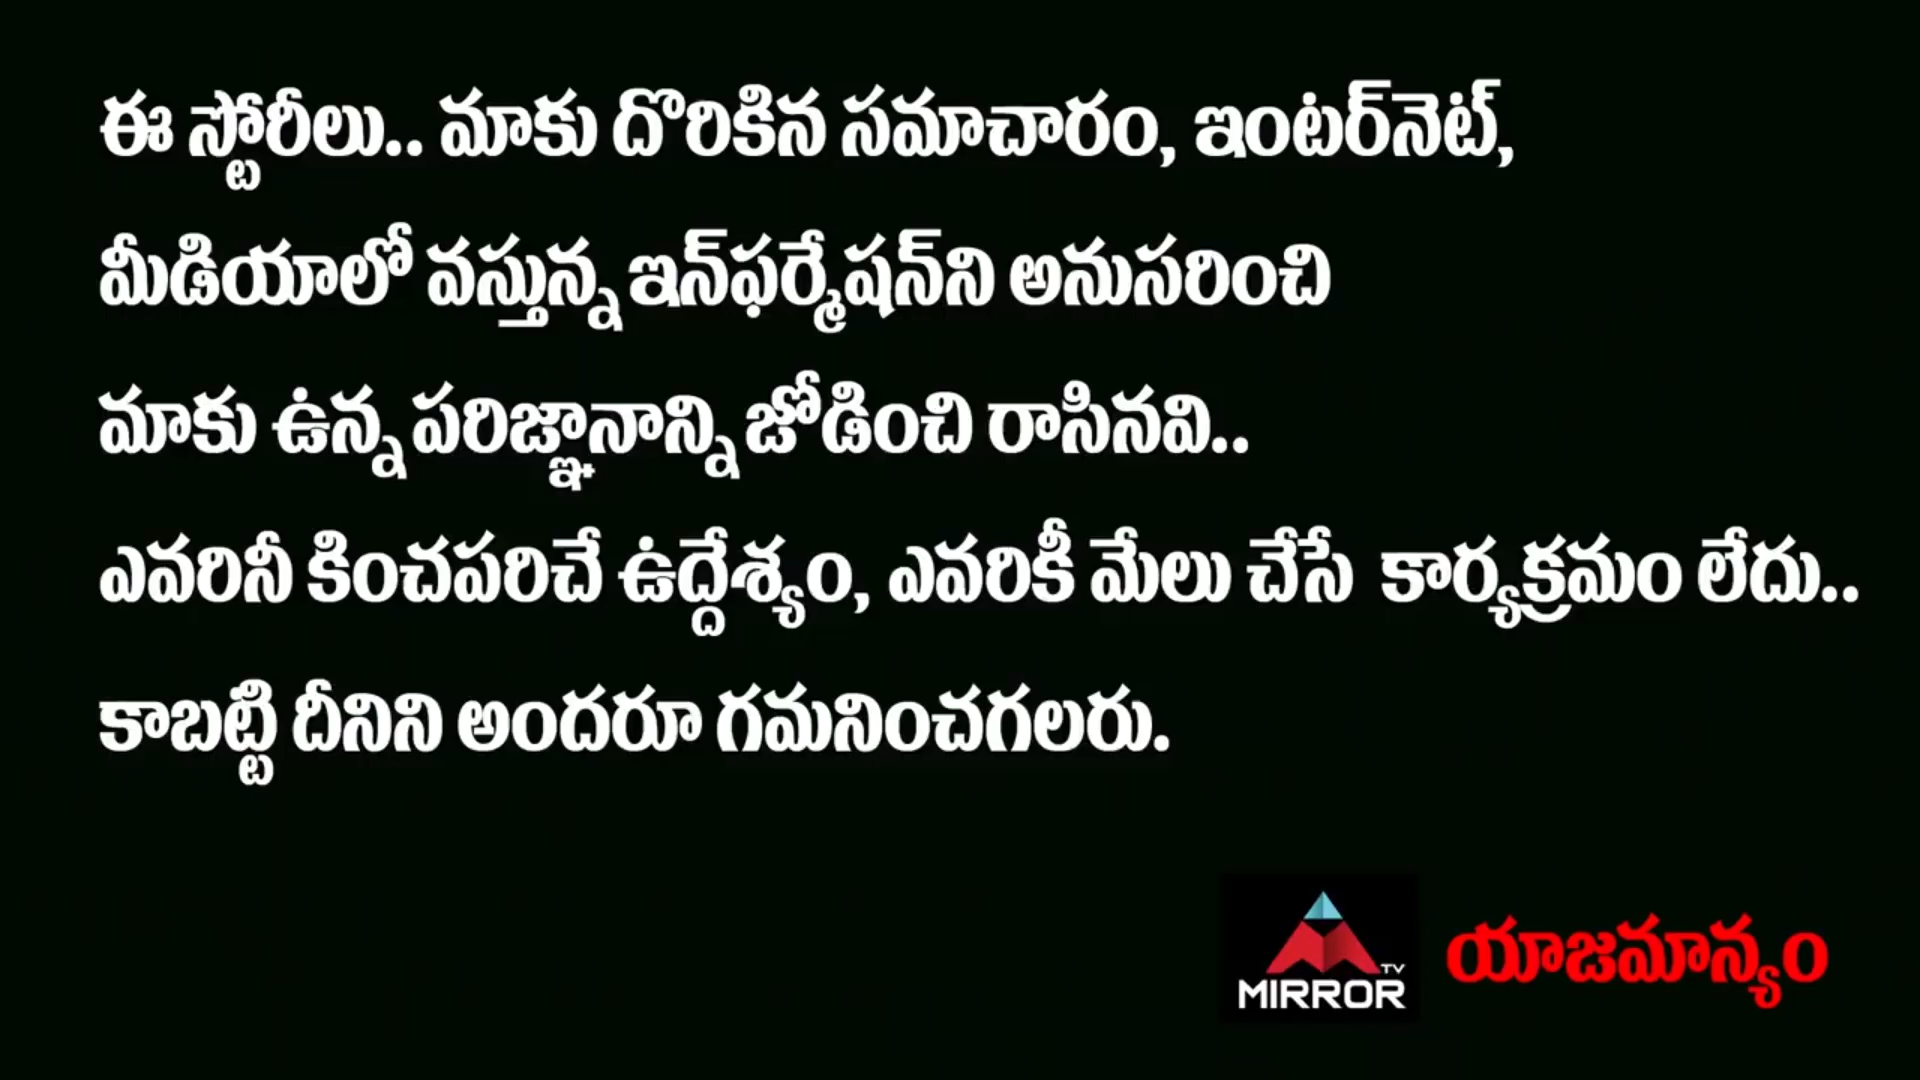 ఈ స్టోరీలు.. మాకు దొరికిన సమాచారం, ఇంటర్‌నెట్,
మీడియాలో వస్తున్న ఇన్‌ఫర్మేషన్‌ని అనుసరించి
మాకు ఉన్న పరిజ్ఞానాన్ని జోడించి రాసినవి..
ఎవరినీ కించపరిచే ఉద్దేశ్యం, ఎవరికీ మేలు చేసే కార్యక్రమం లేదు..
కాబట్టి దీనిని అందరూ గమనించగలరు.
TV
MIRROR
యాజమాన్యం